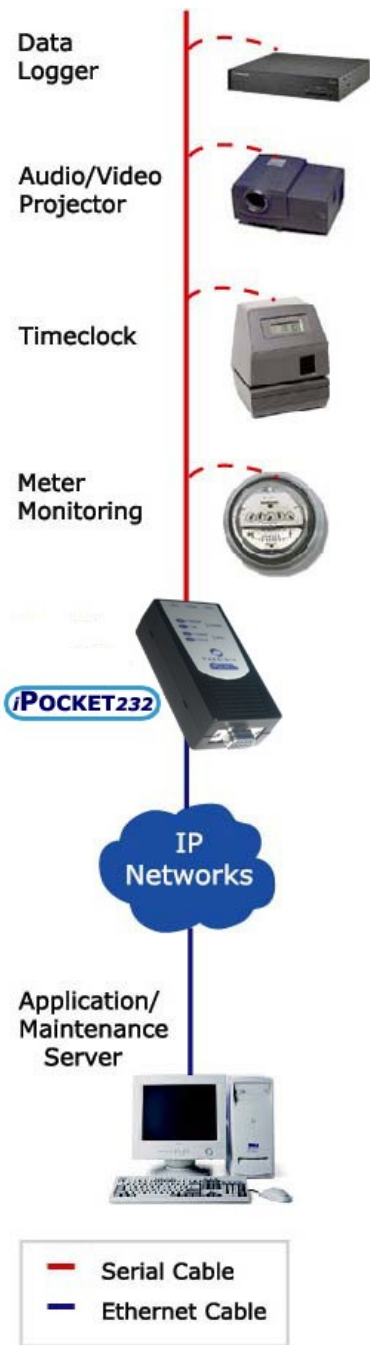 Data
Logger
Audio/Video
Projector
Timeclock
Meter
Monitoring
iPOCKET232
IP
Networks
Application/
Maintenance
Server
Serial Cable
Ethernet Cable